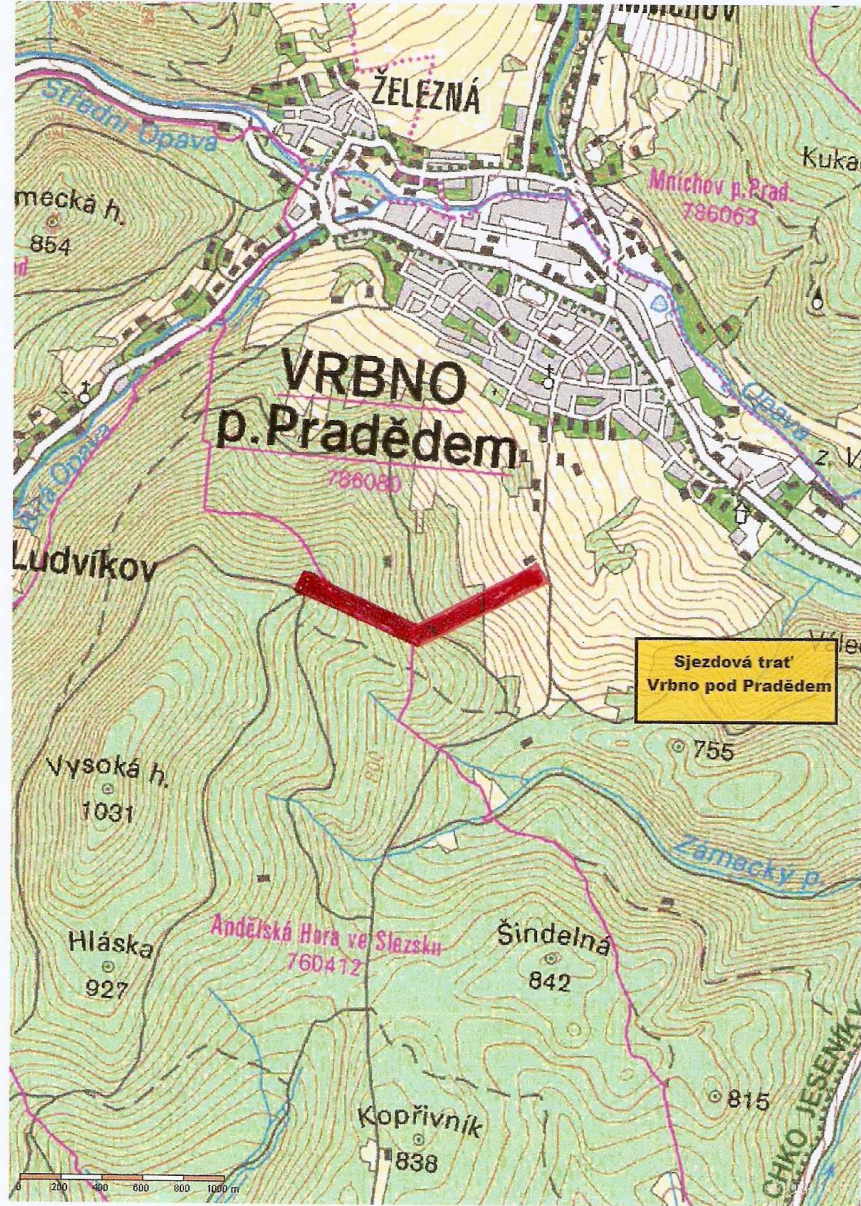 MNICHOV
ŽELEZNÁ
Střední Opava
Mnichov p.Prad.
786063
854
VRBNO
p.Pradědem
786080
Opava
Bílá Opava
Ludvíkov
Sjezdová trať
Vrbno pod Pradědem
755
Vysoká h.
1031
Zámecký p.
Andělská Hora ve Slezsku
760412
Šindelná
842
Hláska
927
CHKO JESENÍKY
815
Kopřivník
838
0 200 400 600 800 1000 m